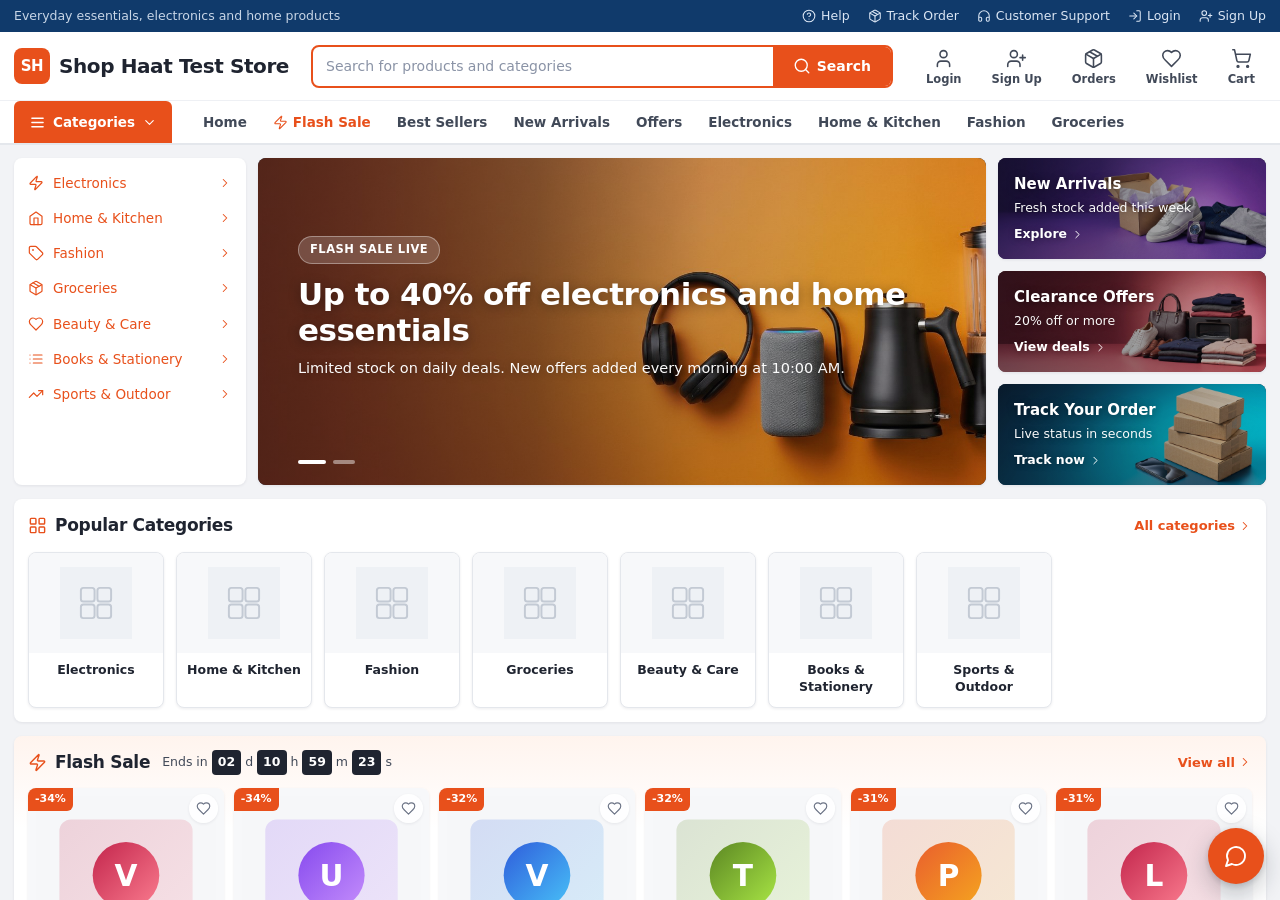 Everyday essentials, electronics and home products
Help
Track Order
Customer Support
Login
Sign Up
SH
Shop Haat Test Store
Search for products and categories
Search
Login
Sign Up
Orders
Wishlist
Cart
Categories
Home
Flash Sale
Best Sellers
New Arrivals
Offers
Electronics
Home & Kitchen
Fashion
Groceries
Electronics
Home & Kitchen
Fashion
Groceries
Beauty & Care
Books & Stationery
Sports & Outdoor
FLASH SALE LIVE
Up to 40% off electronics and home
essentials
Limited stock on daily deals. New offers added every morning at 10:00 AM.
New Arrivals
Fresh stock added this week
Explore
Clearance Offers
20% off or more
View deals
Track Your Order
Live status in seconds
Track now
Popular Categories
All categories
Electronics
Home & Kitchen
Fashion
Groceries
Beauty & Care
Books &
Stationery
Sports &
Outdoor
Flash Sale
Ends in 02 d 10 h 59 m 23 s
View all
-34%
-34%
-32%
-32%
-31%
-31%
V
U
V
T
P
L